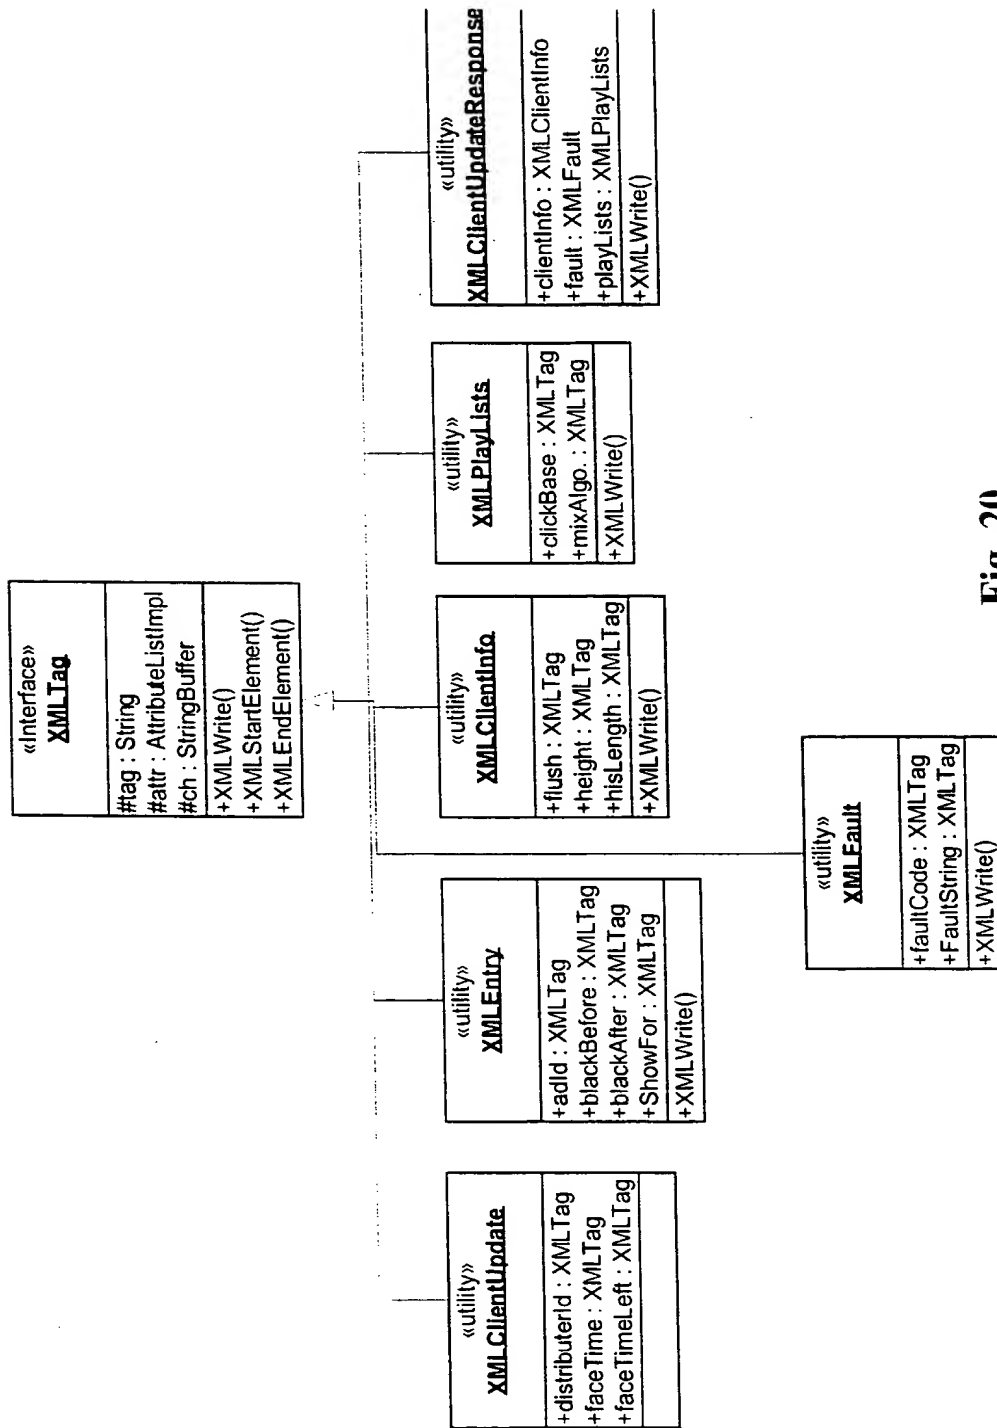 «Interface»
XMLTag
#tag : String
#attr : AttributeListImpl
#ch : StringBuffer
+XMLWrite()
+XMLStartElement()
+XMLEndElement()
«utility»
XMLClientUpdate
+distributerId : XMLTag
+faceTime : XMLTag
+faceTimeLeft : XMLTag
«utility»
XMLEntry
+adId : XMLTag
+blackBefore : XMLTag
+blackAfter : XMLTag
+ShowFor : XMLTag
+XMLWrite()
«utility»
XMLClientInfo
+flush : XMLTag
+height : XMLTag
+hisLength : XMLTag
+XMLWrite()
«utility»
XMLPlayLists
+clickBase : XMLTag
+mixAlgo. : XMLTag
+XMLWrite()
«utility»
XMLClientUpdateResponse
+clientInfo : XMLClientInfo
+fault : XMLFault
+playLists : XMLPlayLists
+XMLWrite()
«utility»
XMLFault
+faultCode : XMLTag
+FaultString : XMLTag
+XMLWrite()
Fig. 20